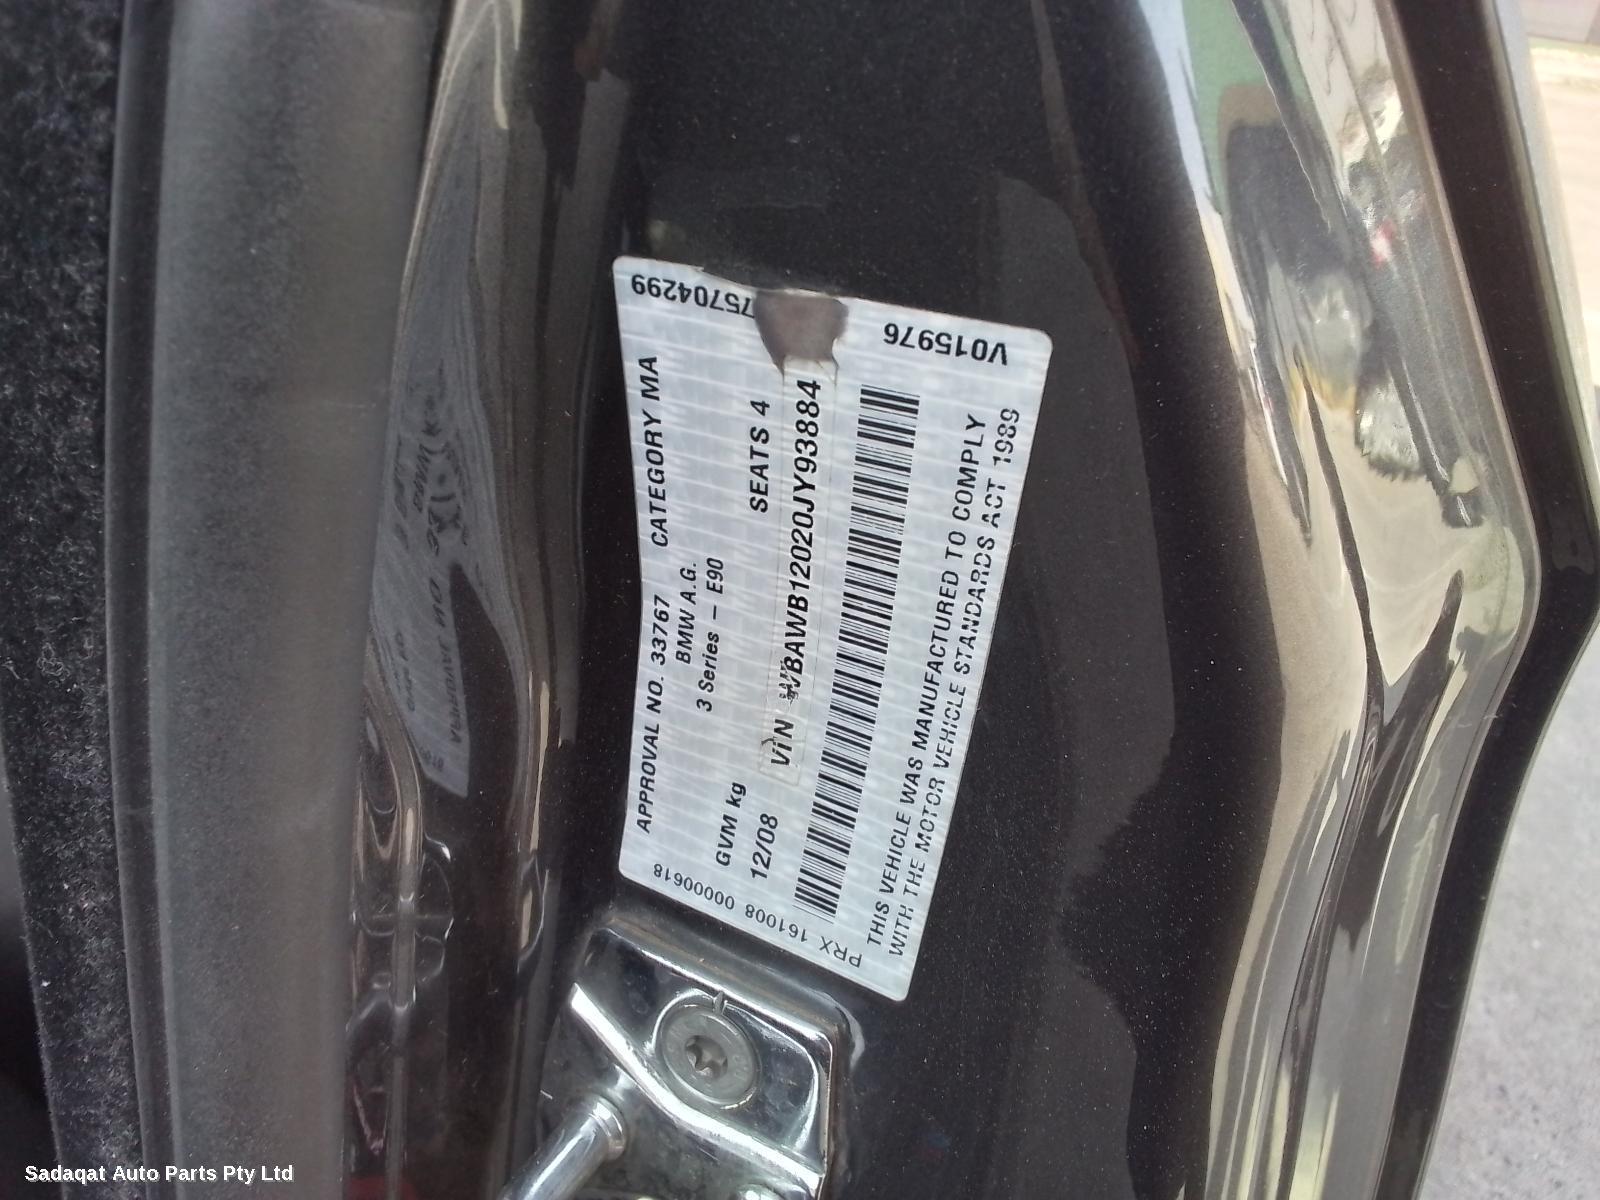 75704299
V015976
APPROVAL NO. 33767 CATEGORY MA
BMW A.G.
3 Series - E90
GVM kg SEATS 4
12/08 VIN WBAWB12020JY93884
THIS VEHICLE WAS MANUFACTURED TO COMPLY
WITH THE MOTOR VEHICLE STANDARDS ACT 1989
PRX 161008 00000618
Sadaqat Auto Parts Pty Ltd